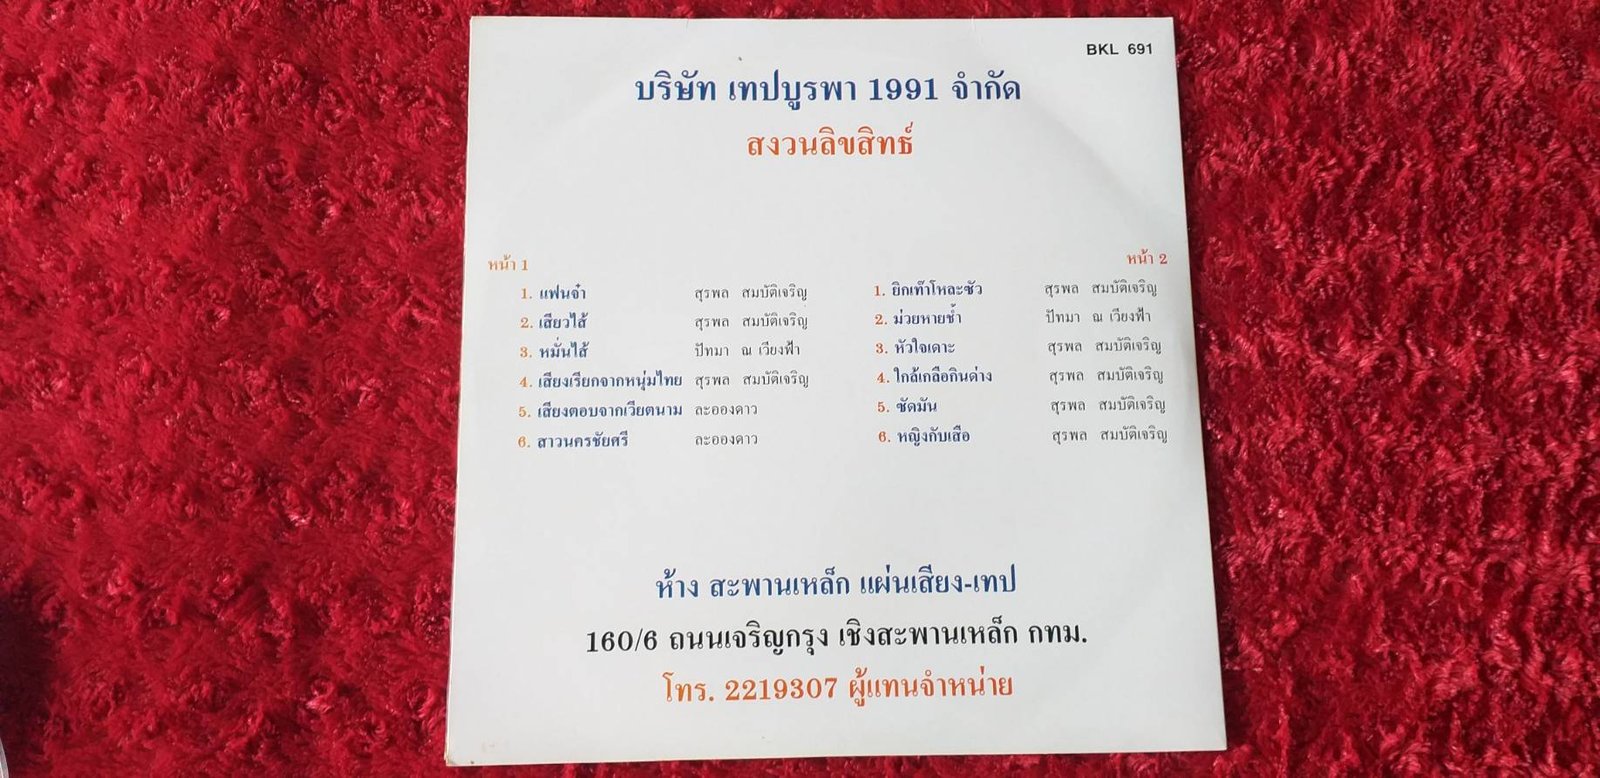 BKL 691
บริษัท เทปบูรพา 1991 จำกัด
สงวนลิขสิทธ์
หน้า 1
1. แฟนจ๋า สุรพล สมบัติเจริญ
2. เสียวไส้ สุรพล สมบัติเจริญ
3. หมั่นไส้ ปัทมา ณ เวียงฟ้า
4. เสียงเรียกจากหนุ่มไทย สุรพล สมบัติเจริญ
5. เสียงตอบจากเวียตนาม ละอองดาว
6. สาวนครชัยศรี ละอองดาว
หน้า 2
1. ยิกเท้าโหละซัว สุรพล สมบัติเจริญ
2. ม่วยหายช้ำ ปัทมา ณ เวียงฟ้า
3. หัวใจเดาะ สุรพล สมบัติเจริญ
4. ใกล้เกลือกินด่าง สุรพล สมบัติเจริญ
5. ซัดมัน สุรพล สมบัติเจริญ
6. หญิงกับเสือ สุรพล สมบัติเจริญ
ห้าง สะพานเหล็ก แผ่นเสียง-เทป
160/6 ถนนเจริญกรุง เชิงสะพานเหล็ก กทม.
โทร. 2219307 ผู้แทนจำหน่าย